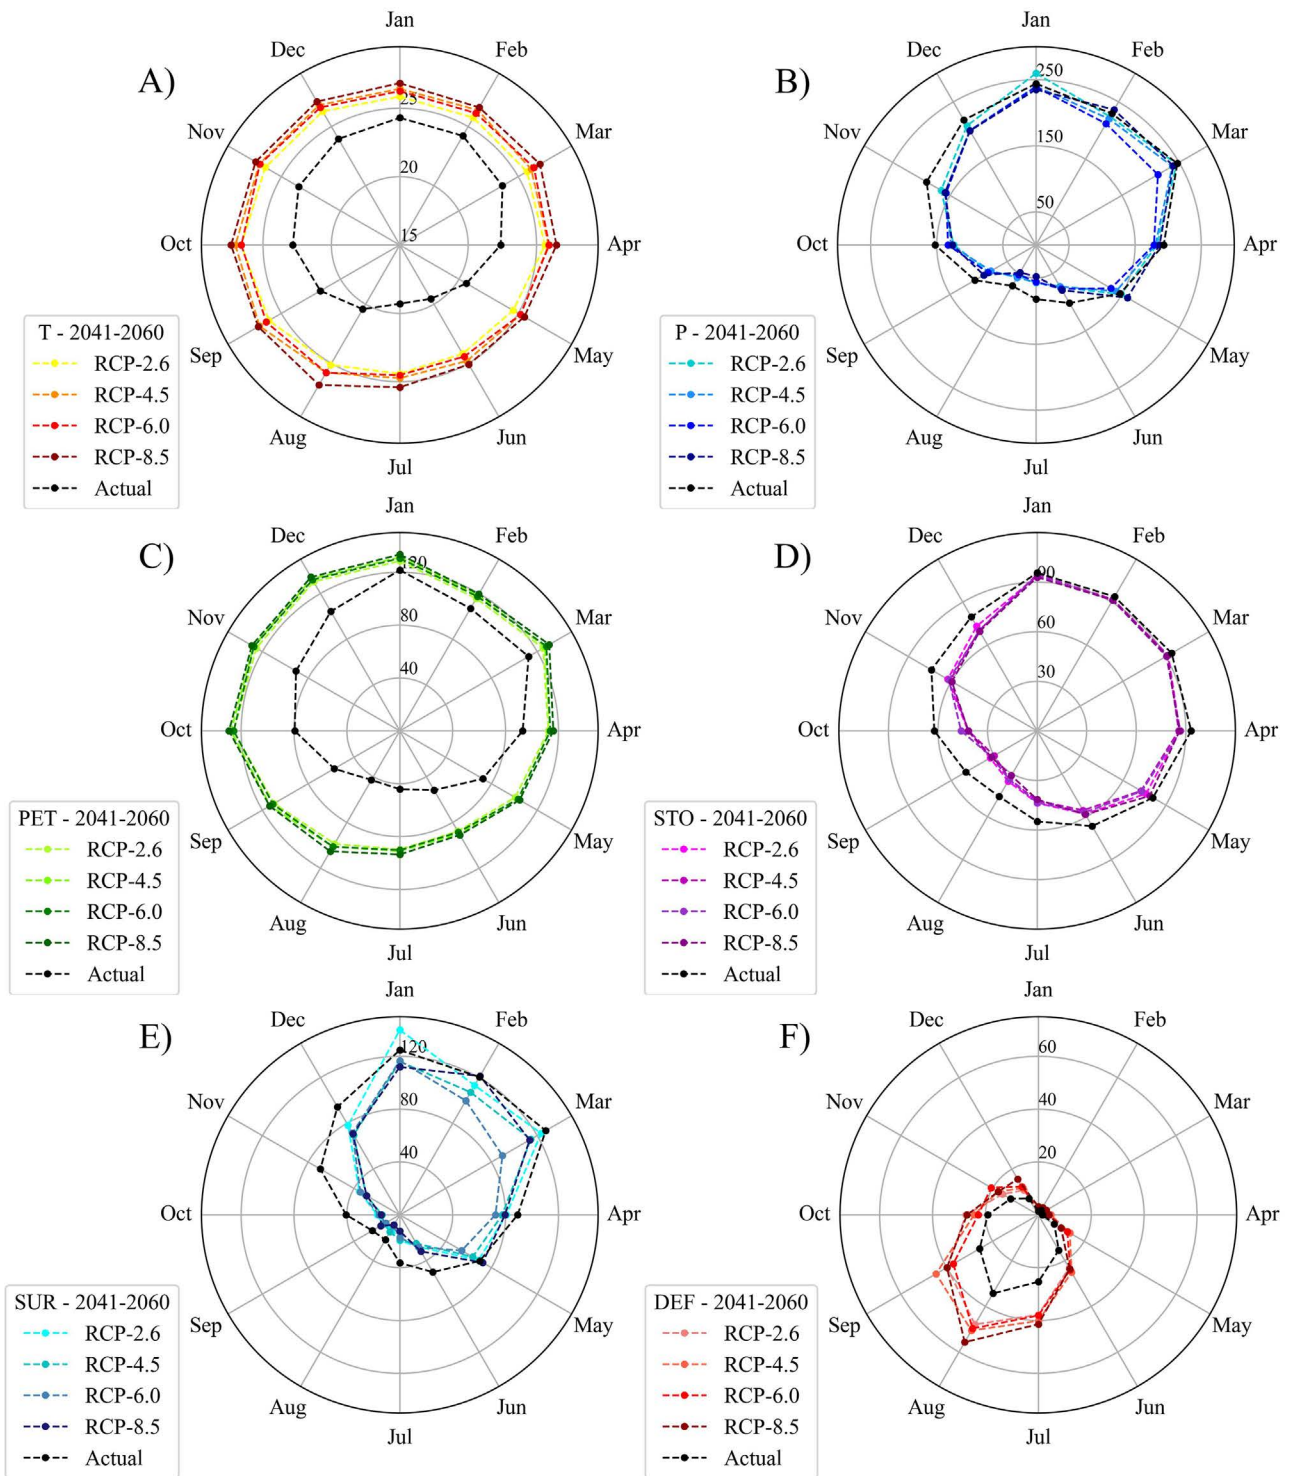 A)
Jan
Feb
Mar
Apr
May
Jun
Jul
Aug
Sep
Oct
Nov
Dec
25
20
15
T - 2041-2060
RCP-2.6
RCP-4.5
RCP-6.0
RCP-8.5
Actual
B)
Jan
Feb
Mar
Apr
May
Jun
Jul
Aug
Sep
Oct
Nov
Dec
250
150
50
P - 2041-2060
RCP-2.6
RCP-4.5
RCP-6.0
RCP-8.5
Actual
C)
Jan
Feb
Mar
Apr
May
Jun
Jul
Aug
Sep
Oct
Nov
Dec
120
80
40
PET - 2041-2060
RCP-2.6
RCP-4.5
RCP-6.0
RCP-8.5
Actual
D)
Jan
Feb
Mar
Apr
May
Jun
Jul
Aug
Sep
Oct
Nov
Dec
90
60
30
STO - 2041-2060
RCP-2.6
RCP-4.5
RCP-6.0
RCP-8.5
Actual
E)
Jan
Feb
Mar
Apr
May
Jun
Jul
Aug
Sep
Oct
Nov
Dec
120
80
40
SUR - 2041-2060
RCP-2.6
RCP-4.5
RCP-6.0
RCP-8.5
Actual
F)
Jan
Feb
Mar
Apr
May
Jun
Jul
Aug
Sep
Oct
Nov
Dec
60
40
20
DEF - 2041-2060
RCP-2.6
RCP-4.5
RCP-6.0
RCP-8.5
Actual